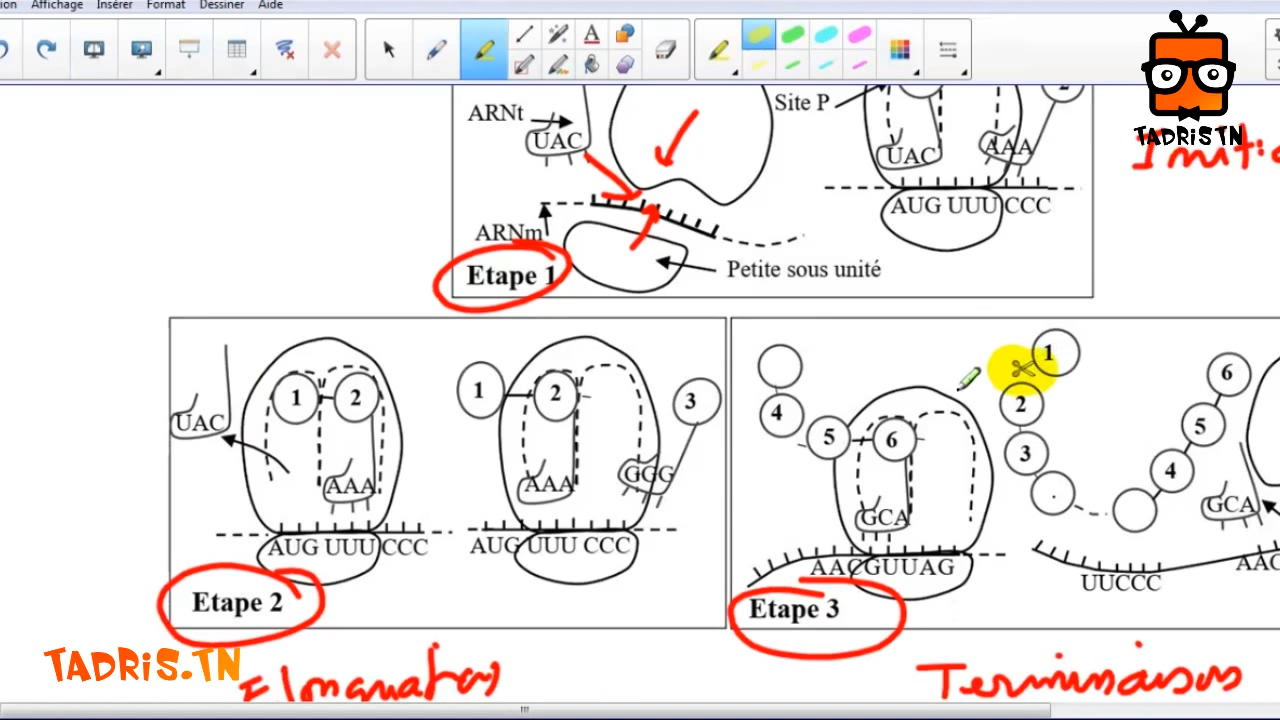 ion Affichage Insérer Format Dessiner Aide
TADRiS TN
ARNt
UAC
ARNm
Etape 1
Petite sous unité
Site P
2
UAC AAA
AUG UUU CCC
UAC
1 2
AAA
AUG UUU CCC
Etape 2
1 2 3
AAA GGG
AUG UUU CCC
4 5 6
GCA
AACGUUAG
Etape 3
1
2
3
4
5
6
GCA
UUCCC
AAC
TADRiS.TN
Terminaison